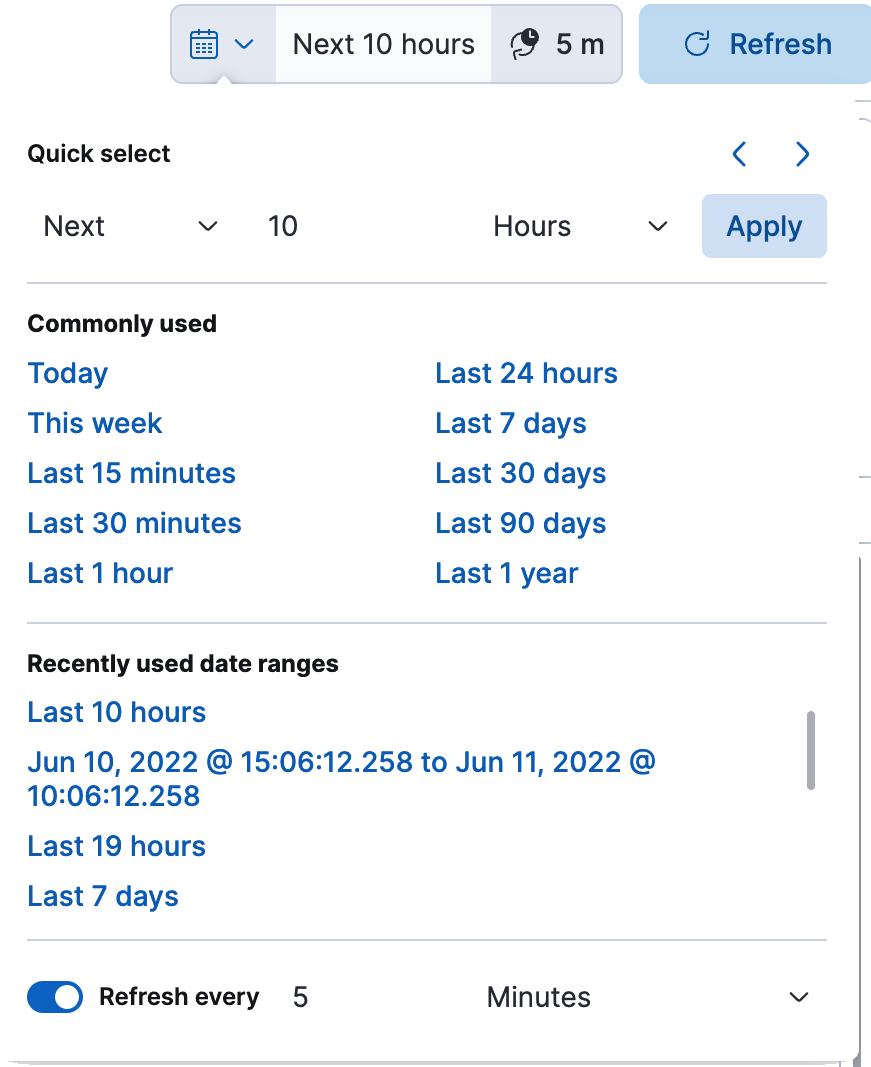 Next 10 hours 5 m Refresh
Quick select
Next 10 Hours Apply
Commonly used
Today Last 24 hours
This week Last 7 days
Last 15 minutes Last 30 days
Last 30 minutes Last 90 days
Last 1 hour Last 1 year
Recently used date ranges
Last 10 hours
Jun 10, 2022 @ 15:06:12.258 to Jun 11, 2022 @
10:06:12.258
Last 19 hours
Last 7 days
Refresh every 5 Minutes